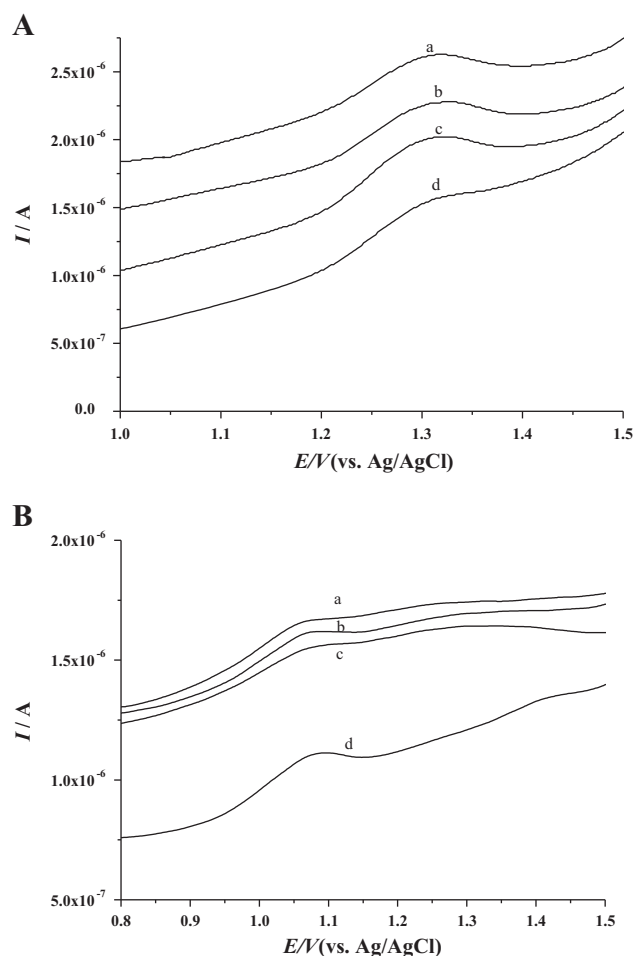 A
a
2.5x10⁻⁶
b
2.0x10⁻⁶
c
d
1.5x10⁻⁶
I / A
1.0x10⁻⁶
5.0x10⁻⁷
0.0
1.0 1.1 1.2 1.3 1.4 1.5
E/V(vs. Ag/AgCl)
B
2.0x10⁻⁶
a
b
c
1.5x10⁻⁶
I / A
d
1.0x10⁻⁶
5.0x10⁻⁷
0.8 0.9 1.0 1.1 1.2 1.3 1.4 1.5
E/V(vs. Ag/AgCl)